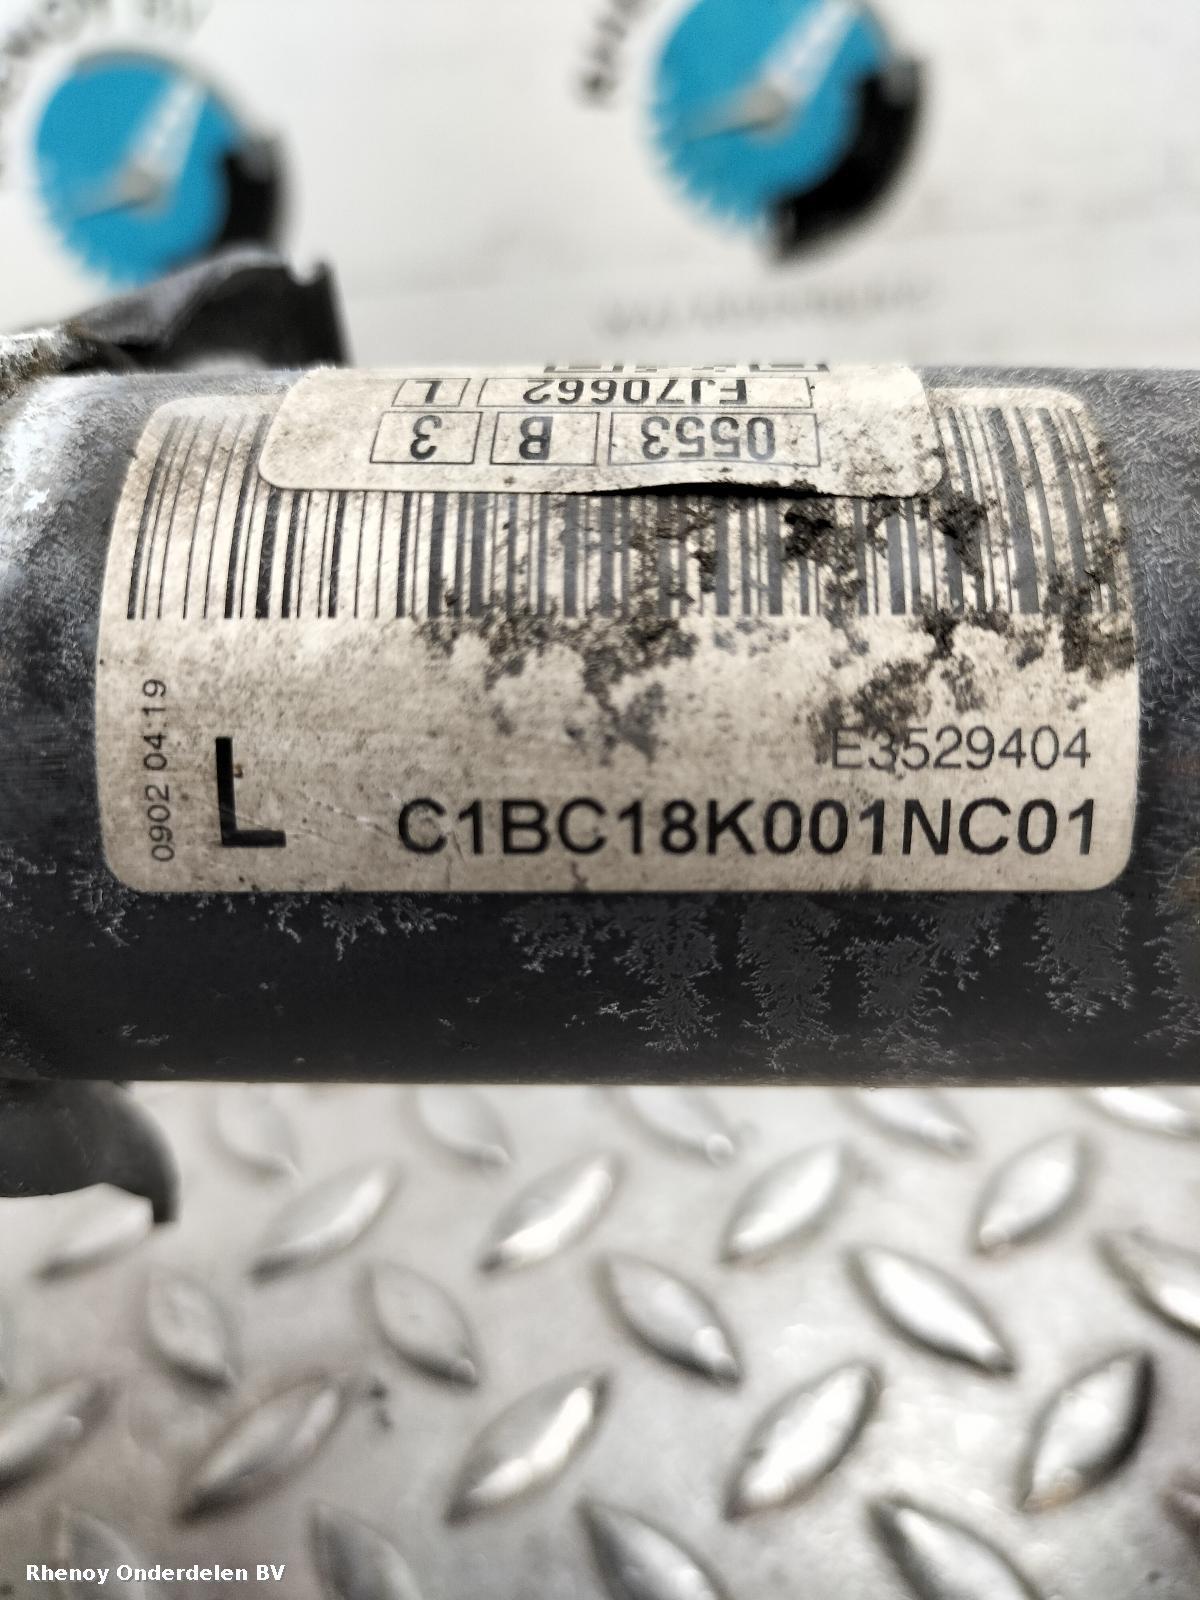 FJ70662 L
0553 B 3
0902 04:19
L
E3529404
C1BC18K001NC01
Rhenoy Onderdelen BV